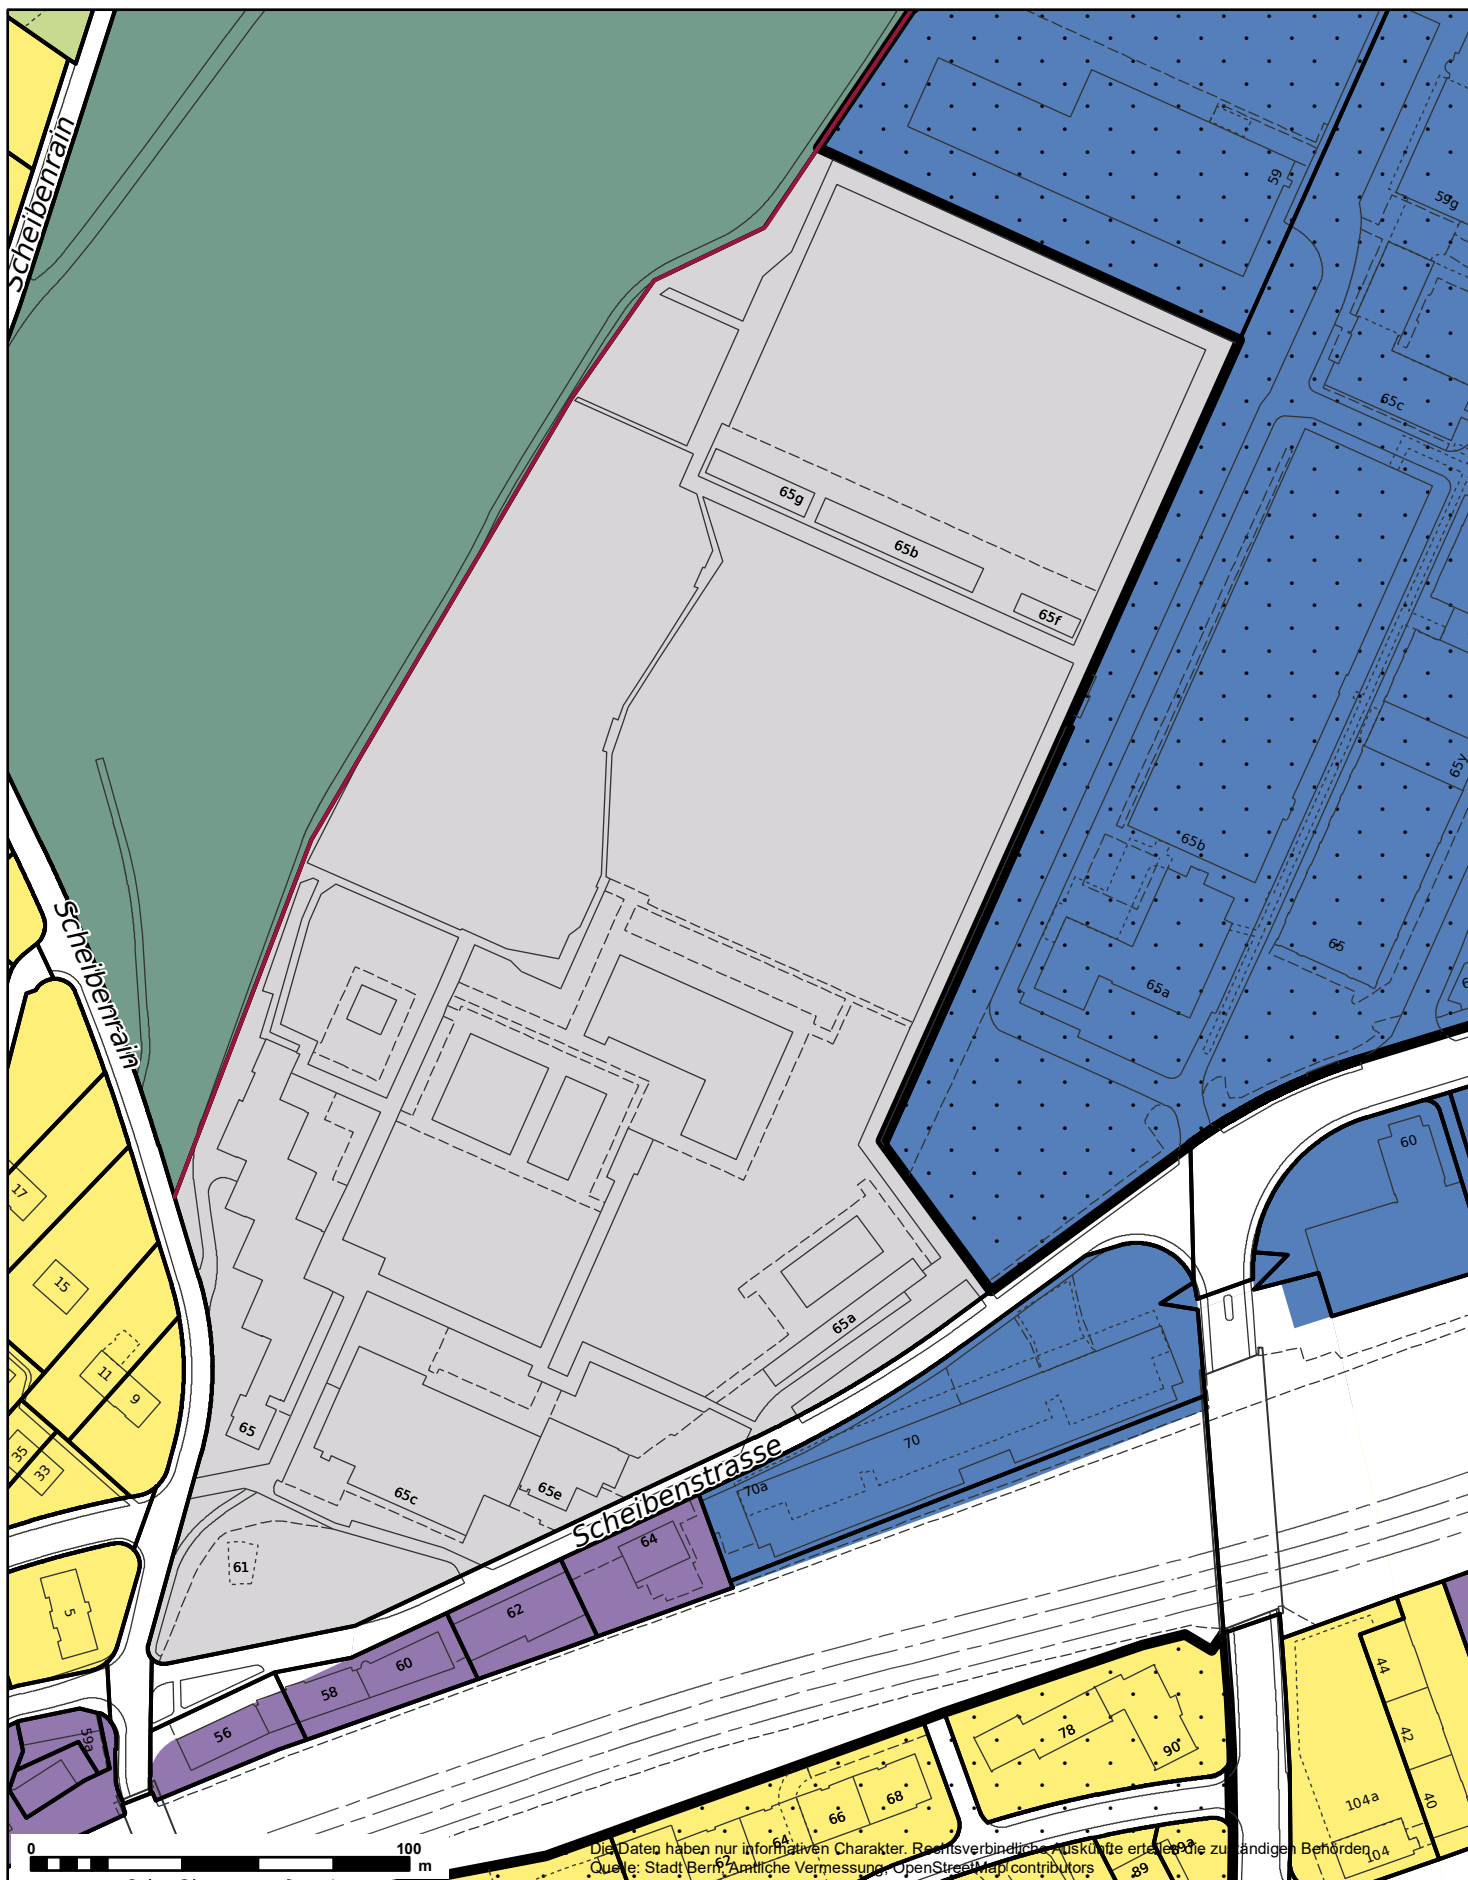 Scheibenrain
59
59g
65c
65g
65b
65f
65y
65b
65
65a
Scheibenrain
60
17
15
11
9
65a
65
35
33
70
Scheibenstrasse
65c
65e
70a
64
61
5
62
60
58
56
59a
44
78
42
90
68
66
104a
40
64
62
89a
89
104
0
100
m
Die Daten haben nur informativen Charakter. Rechtsverbindliche Auskünfte erteilen die zuständigen Behörden
Quelle: Stadt Bern, Amtliche Vermessung, OpenStreetMap contributors